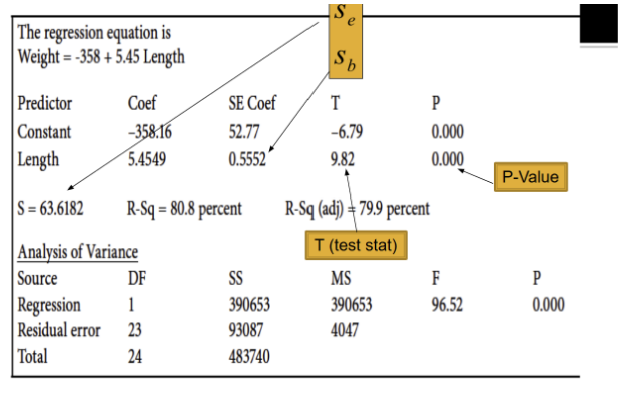 s e
The regression equation is
Weight = -358 + 5.45 Length
s b
Predictor Coef SE Coef T P
Constant –358.16 52.77 –6.79 0.000
Length 5.4549 0.5552 9.82 0.000
P-Value
S = 63.6182 R-Sq = 80.8 percent R-Sq (adj) = 79.9 percent
T (test stat)
Analysis of Variance
Source DF SS MS F P
Regression 1 390653 390653 96.52 0.000
Residual error 23 93087 4047
Total 24 483740